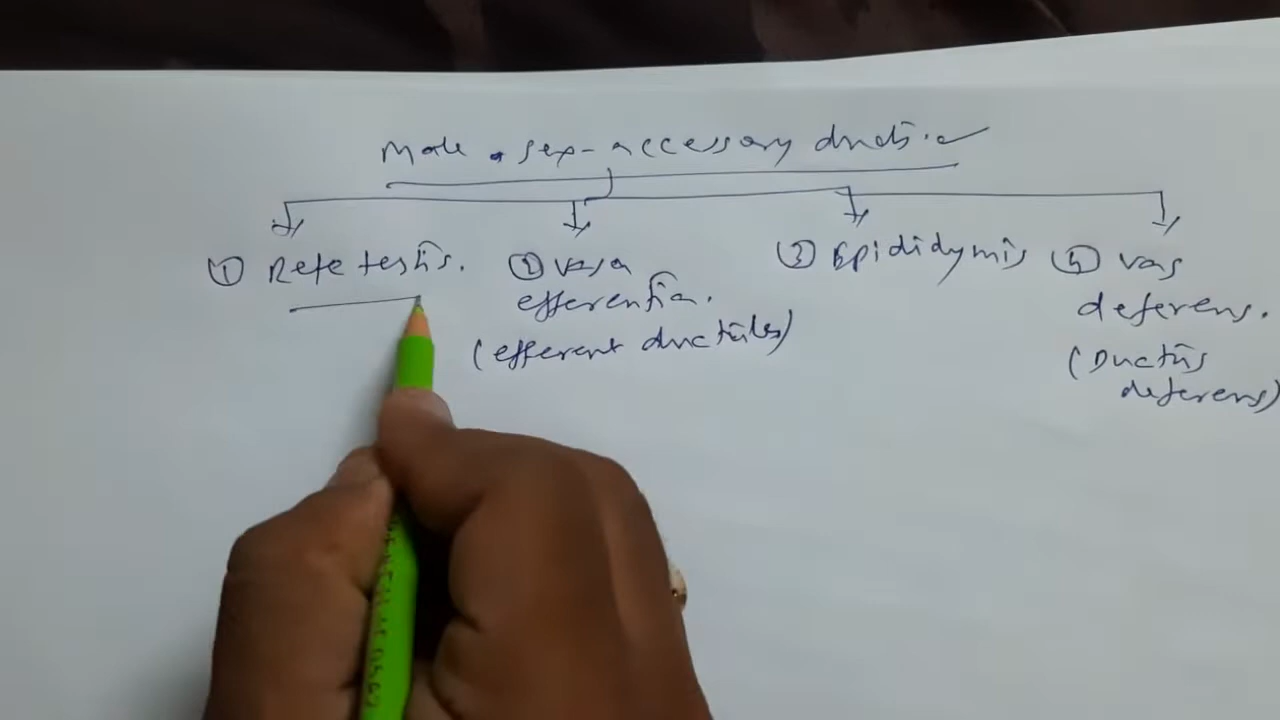 Male sex-accessory ducts.
① Rete testis.
② Vasa
efferentia.
(efferent ductules)
③ Epididymis
④ Vas
deferens.
(Ductus
deferens)